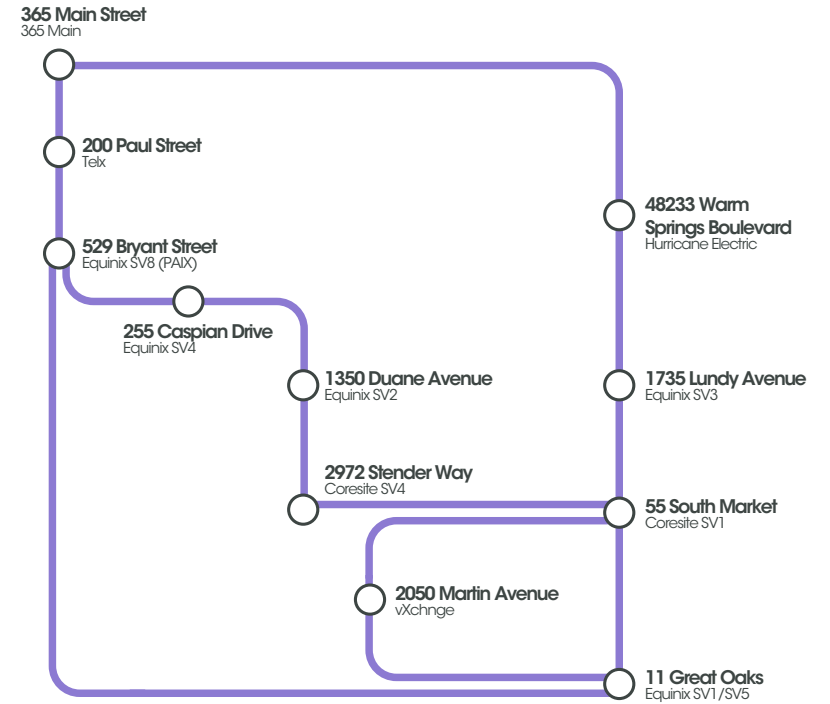 365 Main Street
365 Main
200 Paul Street
Telx
48233 Warm
Springs Boulevard
Hurricane Electric
529 Bryant Street
Equinix SV8 (PAIX)
255 Caspian Drive
Equinix SV4
1350 Duane Avenue
Equinix SV2
1735 Lundy Avenue
Equinix SV3
2972 Stender Way
Coresite SV4
55 South Market
Coresite SV1
2050 Martin Avenue
vXchnge
11 Great Oaks
Equinix SV1/SV5